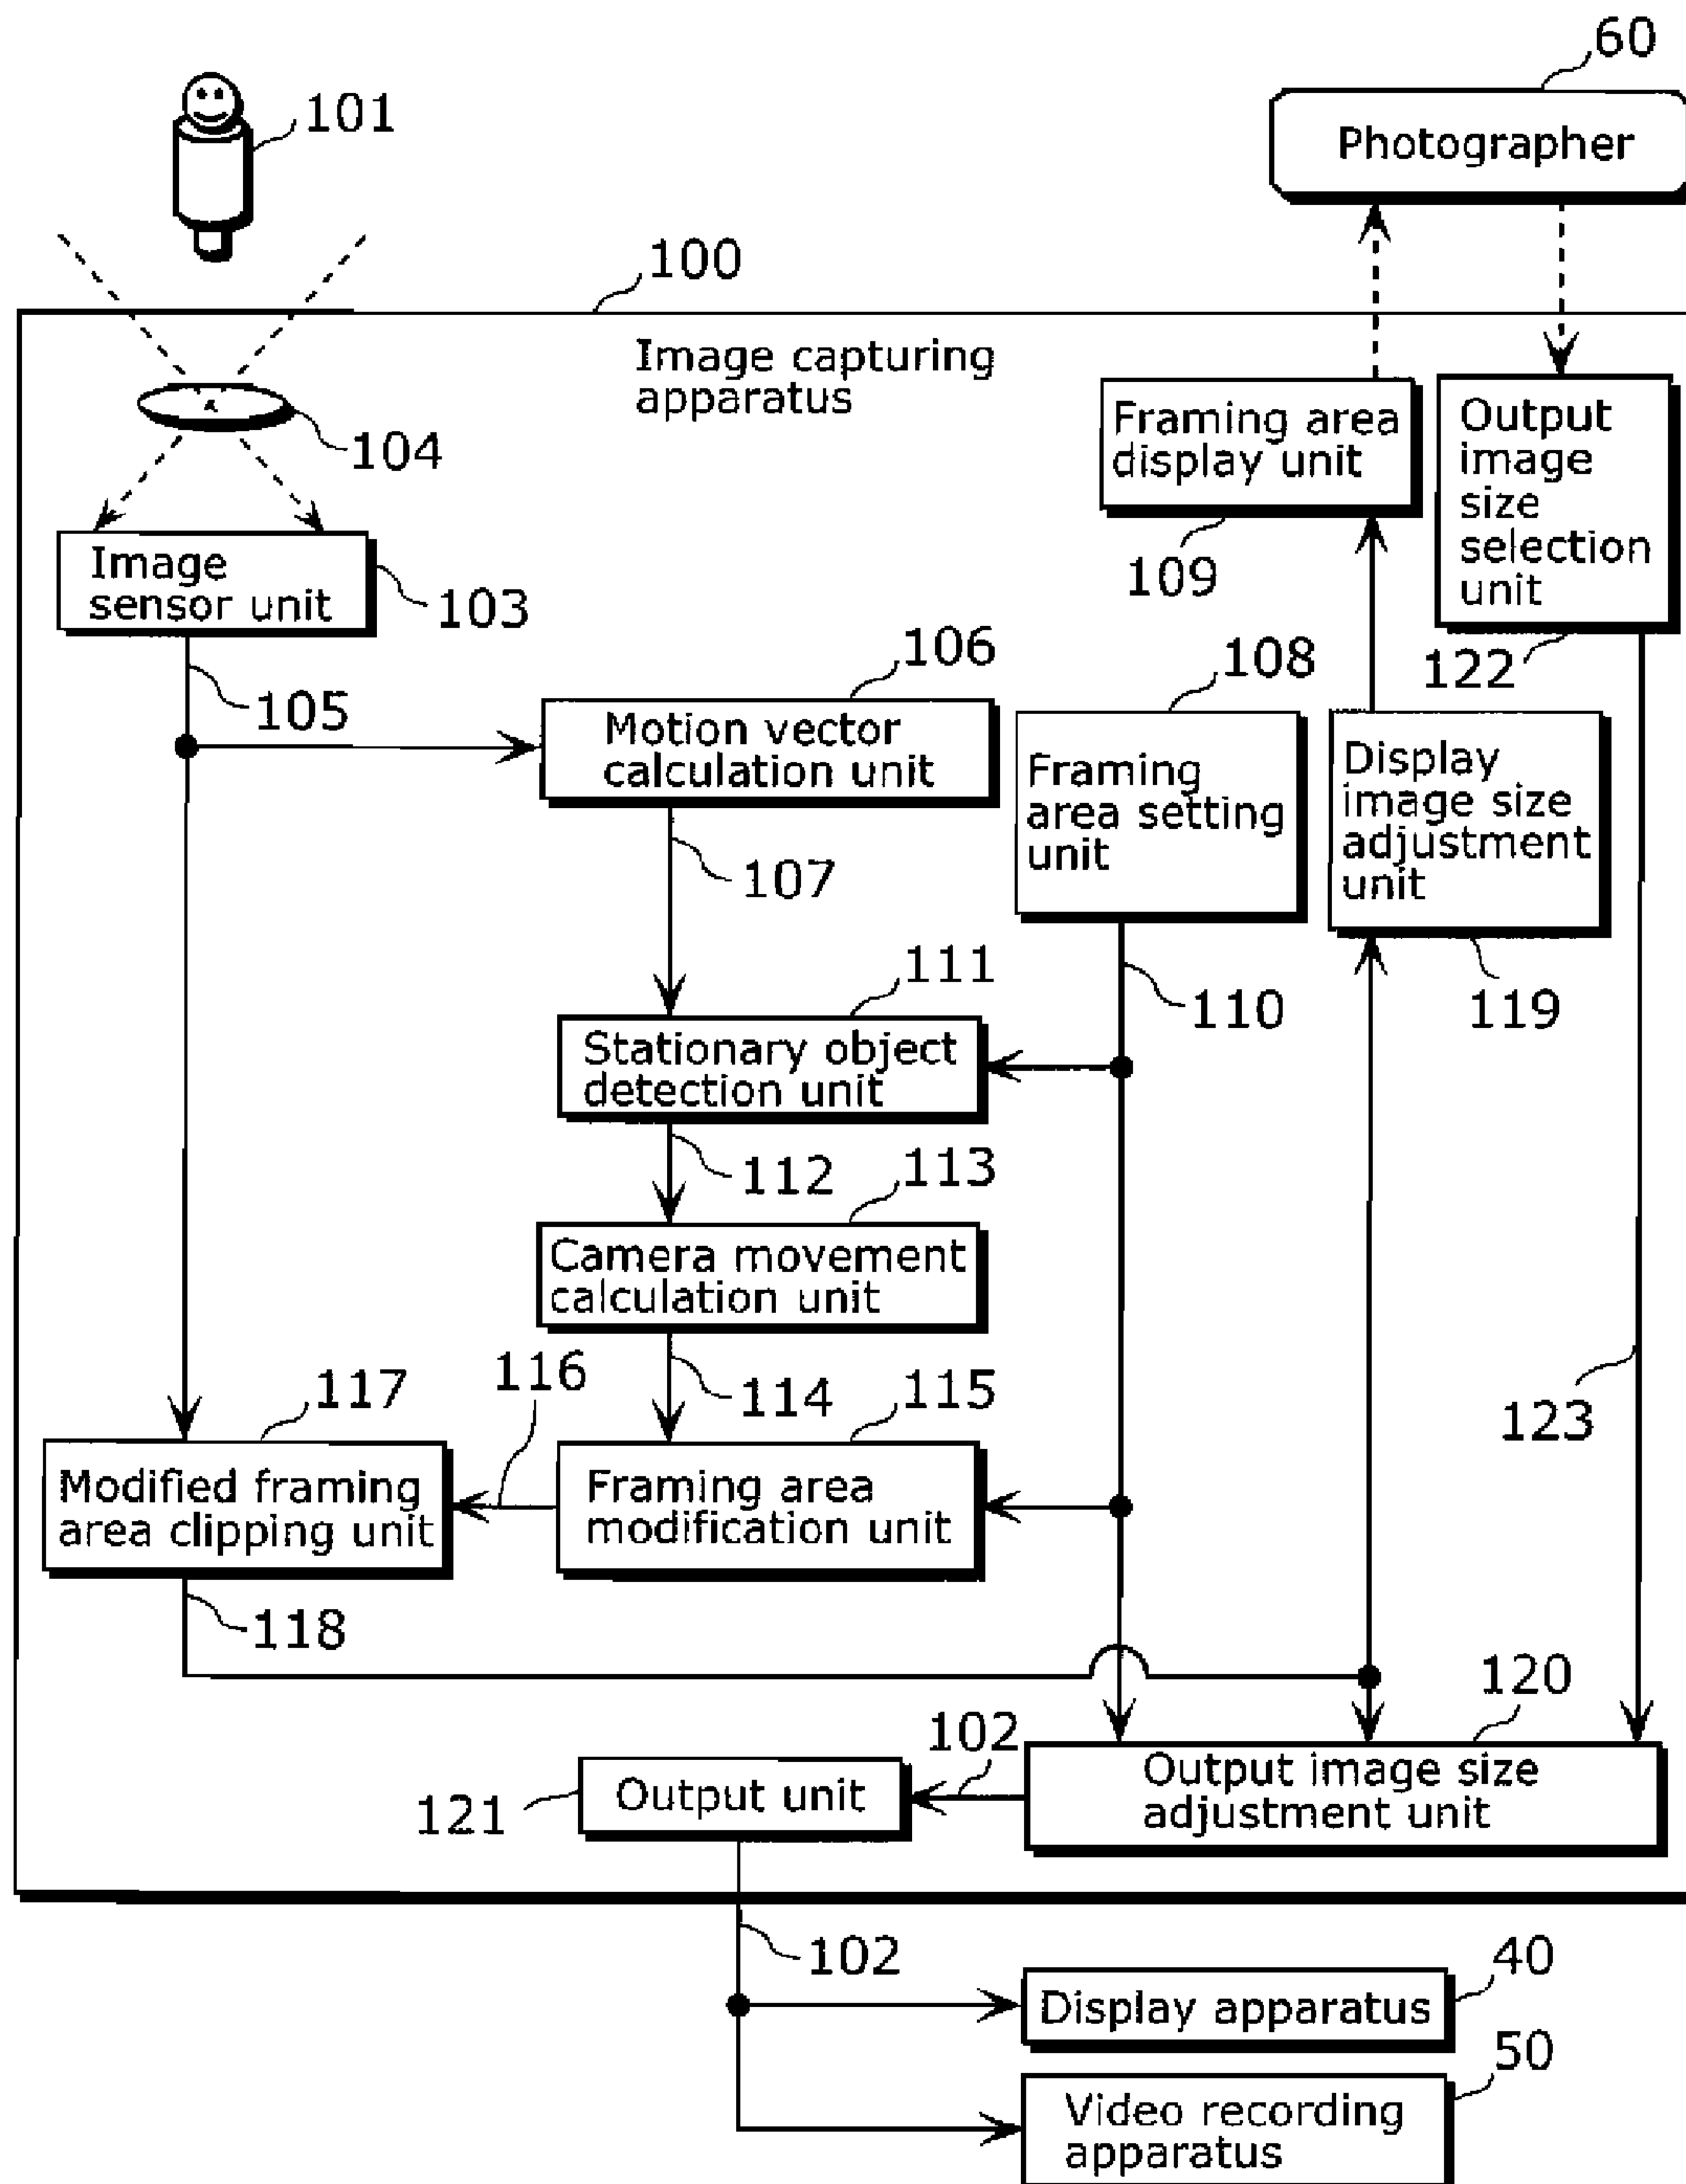 60
101
Photographer
100
Image capturing
apparatus
104
Framing area
display unit
109
Output
image
size
selection
unit
122
Image
sensor unit
103
105
106
Motion vector
calculation unit
107
108
Framing
area setting
unit
Display
image size
adjustment
unit
119
110
111
Stationary object
detection unit
112
113
Camera movement
calculation unit
114
115
116
117
123
Modified framing
area clipping unit
Framing area
modification unit
118
120
102
Output image size
adjustment unit
Output unit
121
102
40
Display apparatus
50
Video recording
apparatus